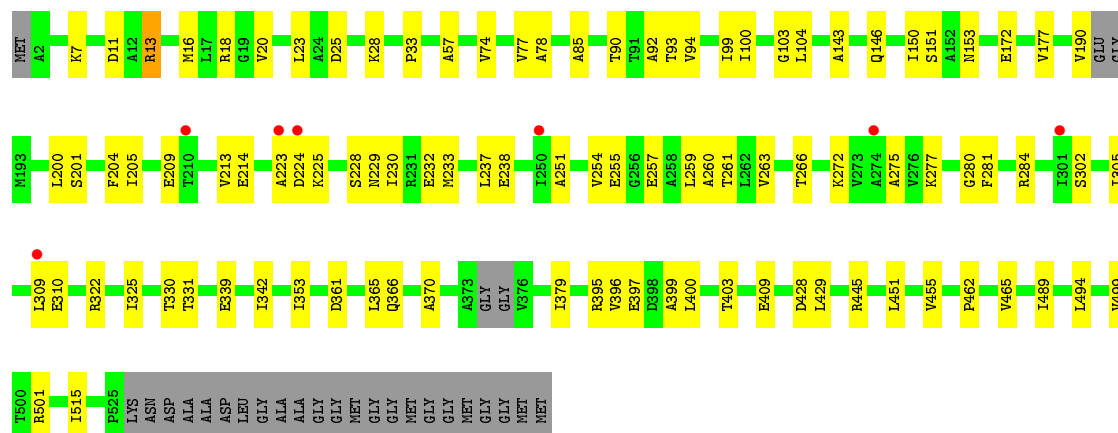 MET A2 K7 D11 A12 R13 M16 L17 R18 G19 V20 L23 A24 D25 K28 P33 A57 V74 V77 A78 A85 T90 T91 A92 T93 V94 I99 I100 G103 L104 A143 Q146 I150 S151 A152 N153 E172 V177 V190 GLU GLY
M193 L200 S201 F204 I205 E209 T210 V213 E214 A223 D224 K225 S228 N229 I230 R231 E232 M233 L237 E238 I250 A251 V254 E255 G256 E257 A258 L259 A260 T261 L262 V263 T266 K272 V273 A274 A275 V276 K277 G280 F281 R284 I301 S302 I305
L309 E310 R322 I325 T330 T331 E339 I342 I353 D361 L365 Q366 A370 A373 GLY GLY V376 I379 R395 V396 E397 D398 A399 L400 T403 E409 D428 L429 R445 L451 V455 P462 V465 I489 L494 V499
T500 R501 I515 P525 LYS ASN ASP ALA ALA ASP LEU GLY ALA ALA GLY GLY MET GLY GLY MET GLY GLY MET GLY GLY MET MET